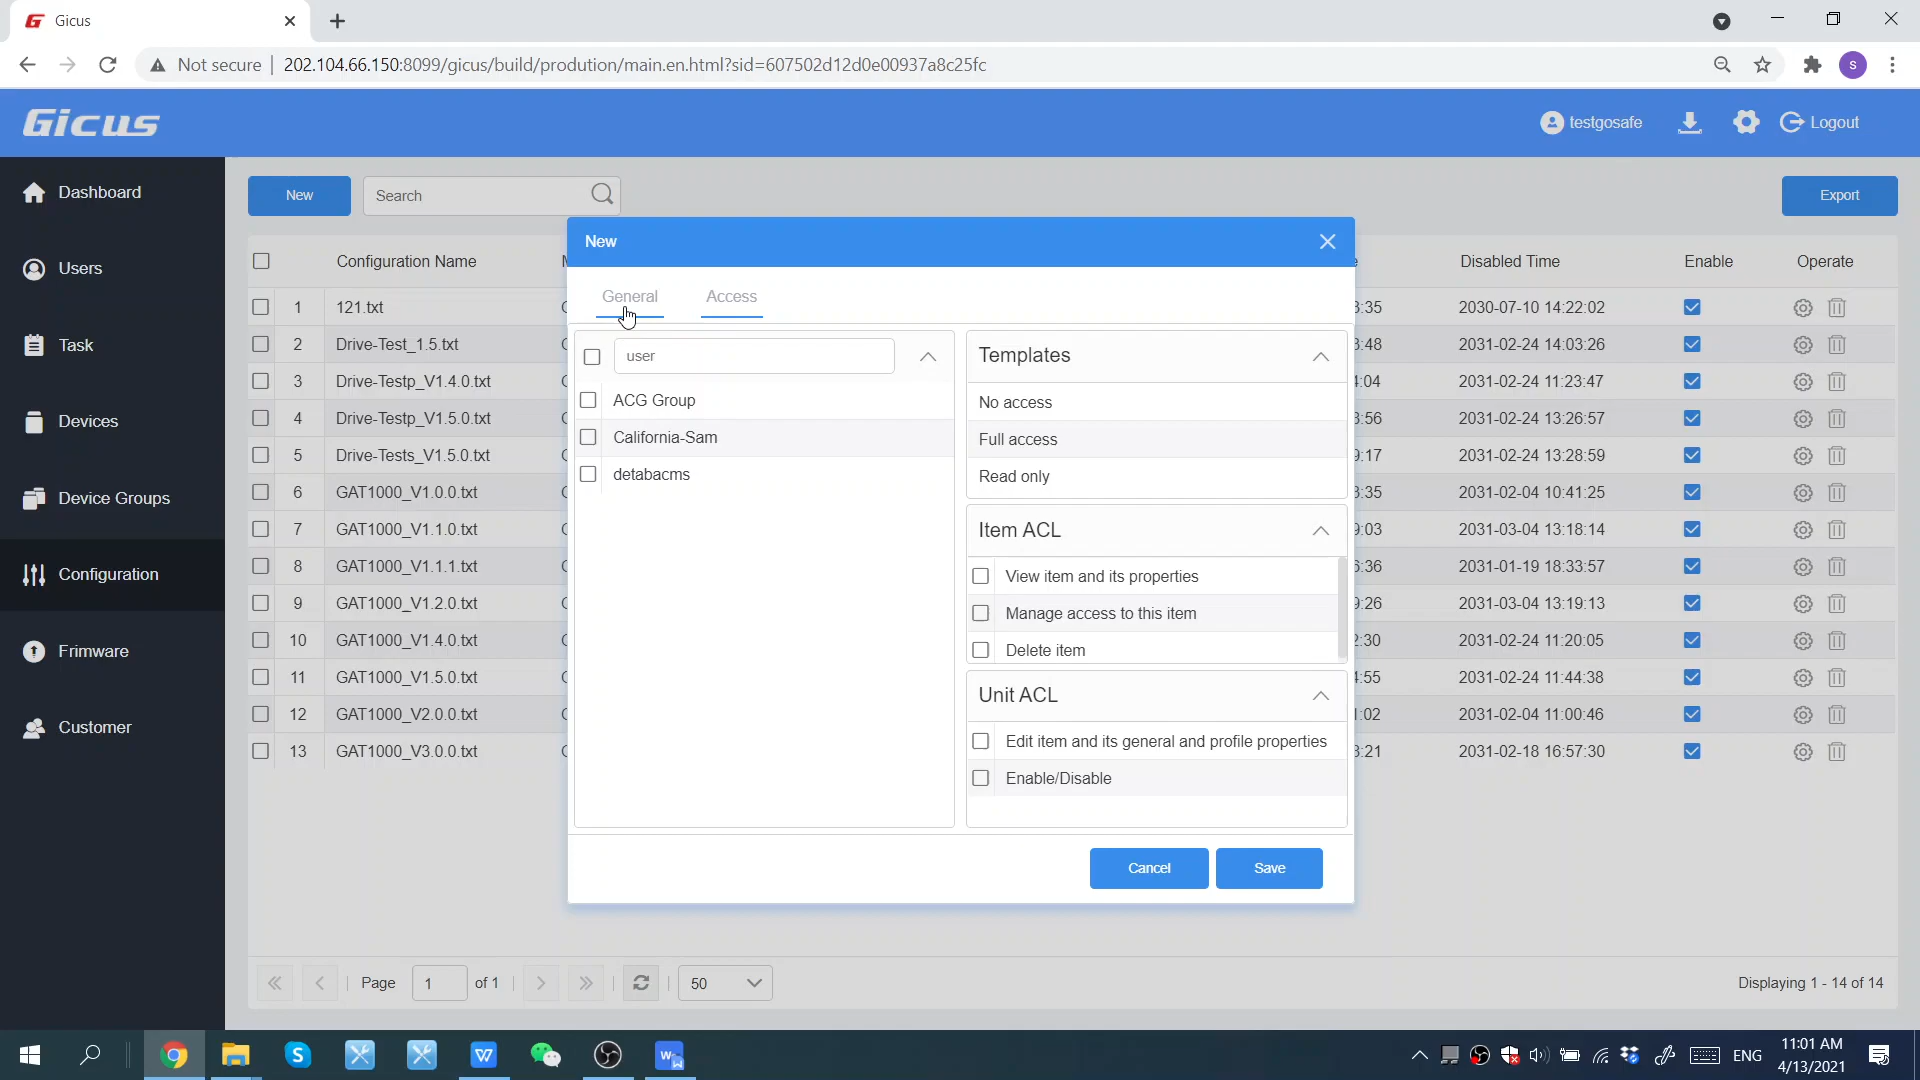 Gicus
Not secure | 202.104.66.150:8099/gicus/build/prodution/main.en.html?sid=607502d12d0e00937a8c25fc
s
Gicus
testgosafe
Logout
Dashboard
Users
Task
Devices
Device Groups
Configuration
Frimware
Customer
New
Search
Export
Configuration Name
Disabled Time
Enable
Operate
1 121.txt 3:35 2030-07-10 14:22:02
2 Drive-Test_1.5.txt 3:48 2031-02-24 14:03:26
3 Drive-Testp_V1.4.0.txt 4:04 2031-02-24 11:23:47
4 Drive-Testp_V1.5.0.txt :56 2031-02-24 13:26:57
5 Drive-Tests_V1.5.0.txt 9:17 2031-02-24 13:28:59
6 GAT1000_V1.0.0.txt :35 2031-02-04 10:41:25
7 GAT1000_V1.1.0.txt 9:03 2031-03-04 13:18:14
8 GAT1000_V1.1.1.txt :36 2031-01-19 18:33:57
9 GAT1000_V1.2.0.txt 9:26 2031-03-04 13:19:13
10 GAT1000_V1.4.0.txt 2:30 2031-02-24 11:20:05
11 GAT1000_V1.5.0.txt 4:55 2031-02-24 11:44:38
12 GAT1000_V2.0.0.txt 1:02 2031-02-04 11:00:46
13 GAT1000_V3.0.0.txt :21 2031-02-18 16:57:30
New
General
Access
user
ACG Group
California-Sam
detabacms
Templates
No access
Full access
Read only
Item ACL
View item and its properties
Manage access to this item
Delete item
Unit ACL
Edit item and its general and profile properties
Enable/Disable
Cancel
Save
Page 1 of 1
50
Displaying 1 - 14 of 14
ENG
11:01 AM
4/13/2021